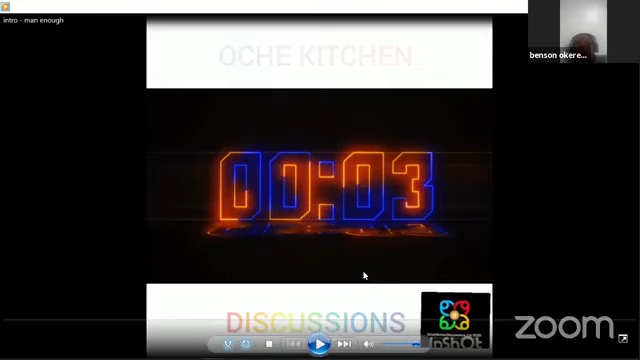 intro - man enough
benson okere...
OCHE KITCHEN
00:03
DISCUSSIONS
InShOt
zoom